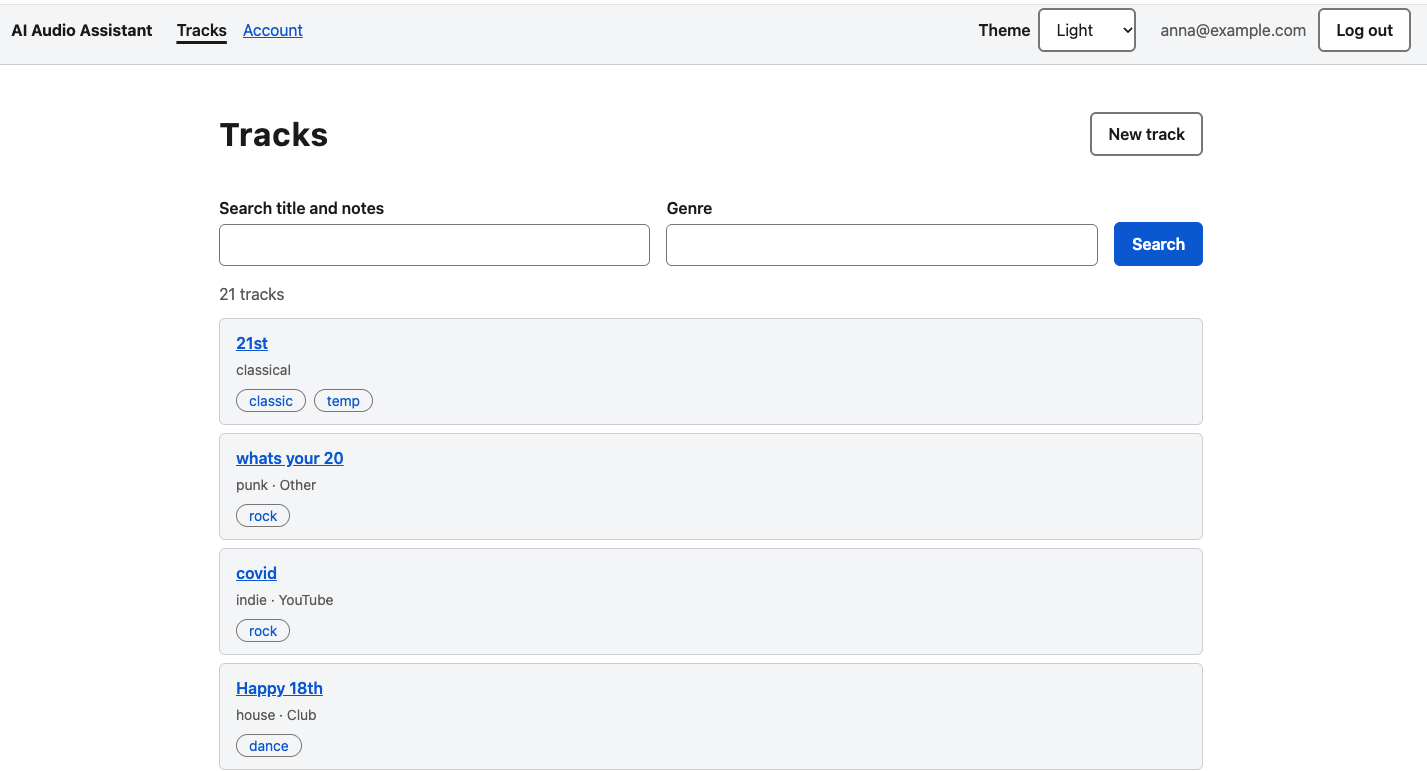 AI Audio Assistant Tracks Account Theme Light anna@example.com Log out
Tracks New track
Search title and notes Genre
Search
21 tracks
21st
classical
classic temp
whats your 20
punk · Other
rock
covid
indie · YouTube
rock
Happy 18th
house · Club
dance